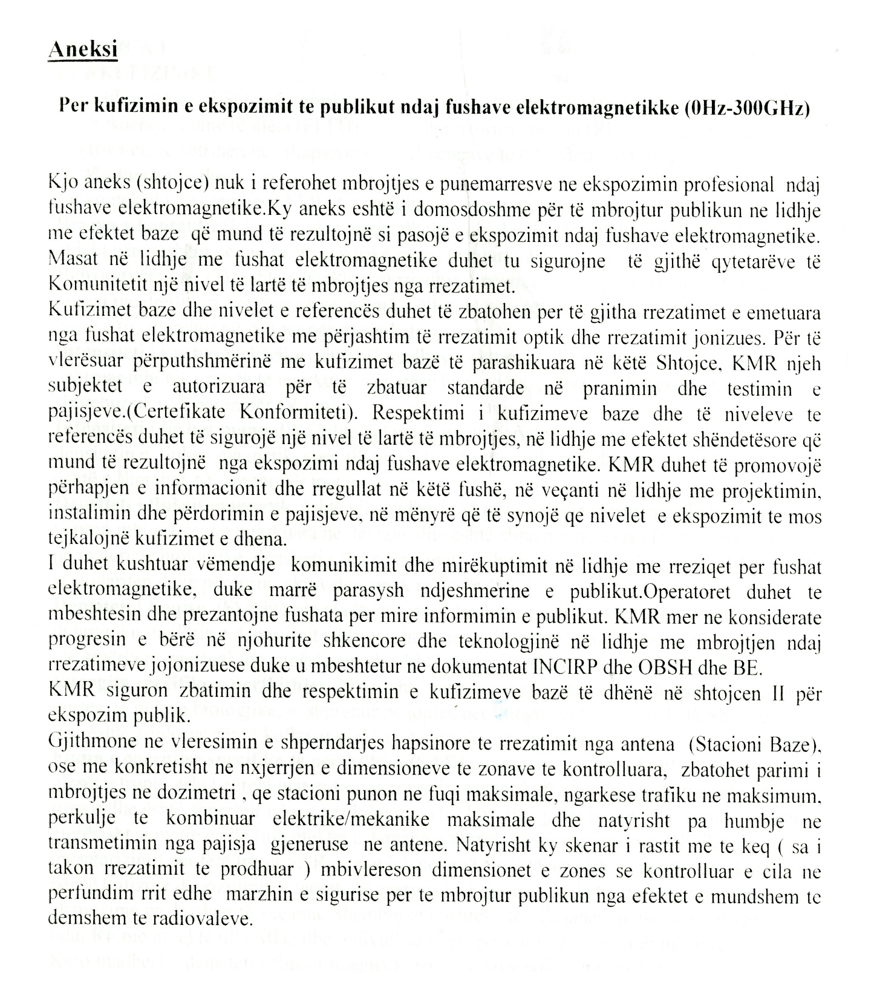 Aneksi
Per kufizimin e ekspozimit te publikut ndaj fushave elektromagnetikke (0Hz-300GHz)
Kjo aneks (shtojce) nuk i referohet mbrojtjes e punemarresve ne ekspozimin profesional ndaj
fushave elektromagnetike.Ky aneks eshtë i domosdoshme për të mbrojtur publikun ne lidhje
me efektet baze që mund të rezultojnë si pasojë e ekspozimit ndaj fushave elektromagnetike.
Masat në lidhje me fushat elektromagnetike duhet tu sigurojne të gjithë qytetarëve të
Komunitetit një nivel të lartë të mbrojtjes nga rrezatimet.
Kufizimet baze dhe nivelet e referencës duhet të zbatohen per të gjitha rrezatimet e emetuara
nga fushat elektromagnetike me përjashtim të rrezatimit optik dhe rrezatimit jonizues. Për të
vlerësuar përputhshmërinë me kufizimet bazë të parashikuara në këtë Shtojce, KMR njeh
subjektet e autorizuara për të zbatuar standarde në pranimin dhe testimin e
pajisjeve.(Certefikate Konformiteti). Respektimi i kufizimeve baze dhe të niveleve te
referencës duhet të sigurojë një nivel të lartë të mbrojtjes, në lidhje me efektet shëndetësore që
mund të rezultojnë nga ekspozimi ndaj fushave elektromagnetike. KMR duhet të promovojë
përhapjen e informacionit dhe rregullat në këtë fushë, në veçanti në lidhje me projektimin,
instalimin dhe përdorimin e pajisjeve, në mënyrë që të synojë qe nivelet e ekspozimit te mos
tejkalojnë kufizimet e dhena.
I duhet kushtuar vëmendje komunikimit dhe mirëkuptimit në lidhje me rreziqet per fushat
elektromagnetike, duke marrë parasysh ndjeshmerine e publikut.Operatoret duhet te
mbeshtesin dhe prezantojne fushata per mire informimin e publikut. KMR mer ne konsiderate
progresin e bërë në njohurite shkencore dhe teknologjinë në lidhje me mbrojtjen ndaj
rrezatimeve jojonizuese duke u mbeshtetur ne dokumentat INCIRP dhe OBSH dhe BE.
KMR siguron zbatimin dhe respektimin e kufizimeve bazë të dhënë në shtojcen II për
ekspozim publik.
Gjithmone ne vleresimin e shperndarjes hapsinore te rrezatimit nga antena (Stacioni Baze),
ose me konkretisht ne nxjerrjen e dimensioneve te zonave te kontrolluara, zbatohet parimi i
mbrojtjes ne dozimetri , qe stacioni punon ne fuqi maksimale, ngarkese trafiku ne maksimum,
perkulje te kombinuar elektrike/mekanike maksimale dhe natyrisht pa humbje ne
transmetimin nga pajisja gjeneruse ne antene. Natyrisht ky skenar i rastit me te keq ( sa i
takon rrezatimit te prodhuar ) mbivlereson dimensionet e zones se kontrolluar e cila ne
perfundim rrit edhe marzhin e sigurise per te mbrojtur publikun nga efektet e mundshem te
demshem te radiovaleve.